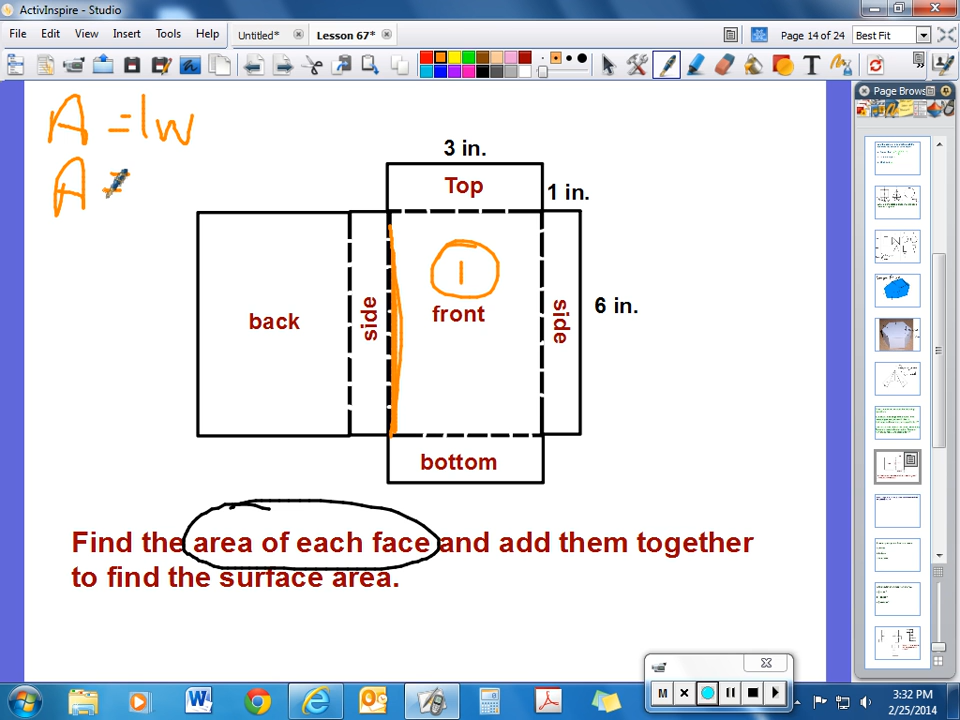 ActivInspire - Studio
File Edit View Insert Tools Help Untitled* Lesson 67* Page 14 of 24 Best Fit
Page Brows
A = lw
A =
3 in.
Top
1 in.
1
back
side
front
side
6 in.
bottom
Find the area of each face and add them together
to find the surface area.
M
3:32 PM
2/25/2014